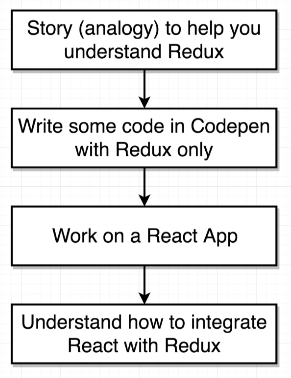 Story (analogy) to help you
understand Redux
Write some code in Codepen
with Redux only
Work on a React App
Understand how to integrate
React with Redux